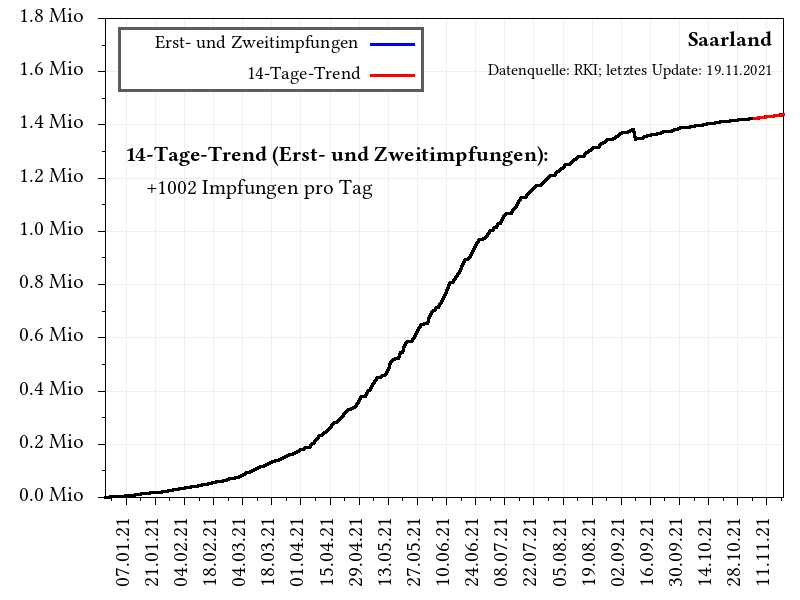 1.8 Mio
1.6 Mio
1.4 Mio
1.2 Mio
1.0 Mio
0.8 Mio
0.6 Mio
0.4 Mio
0.2 Mio
0.0 Mio
Erst- und Zweitimpfungen
14-Tage-Trend
Saarland
Datenquelle: RKI; letztes Update: 19.11.2021
14-Tage-Trend (Erst- und Zweitimpfungen):
+1002 Impfungen pro Tag
07.01.21
21.01.21
04.02.21
18.02.21
04.03.21
18.03.21
01.04.21
15.04.21
29.04.21
13.05.21
27.05.21
10.06.21
24.06.21
08.07.21
22.07.21
05.08.21
19.08.21
02.09.21
16.09.21
30.09.21
14.10.21
28.10.21
11.11.21